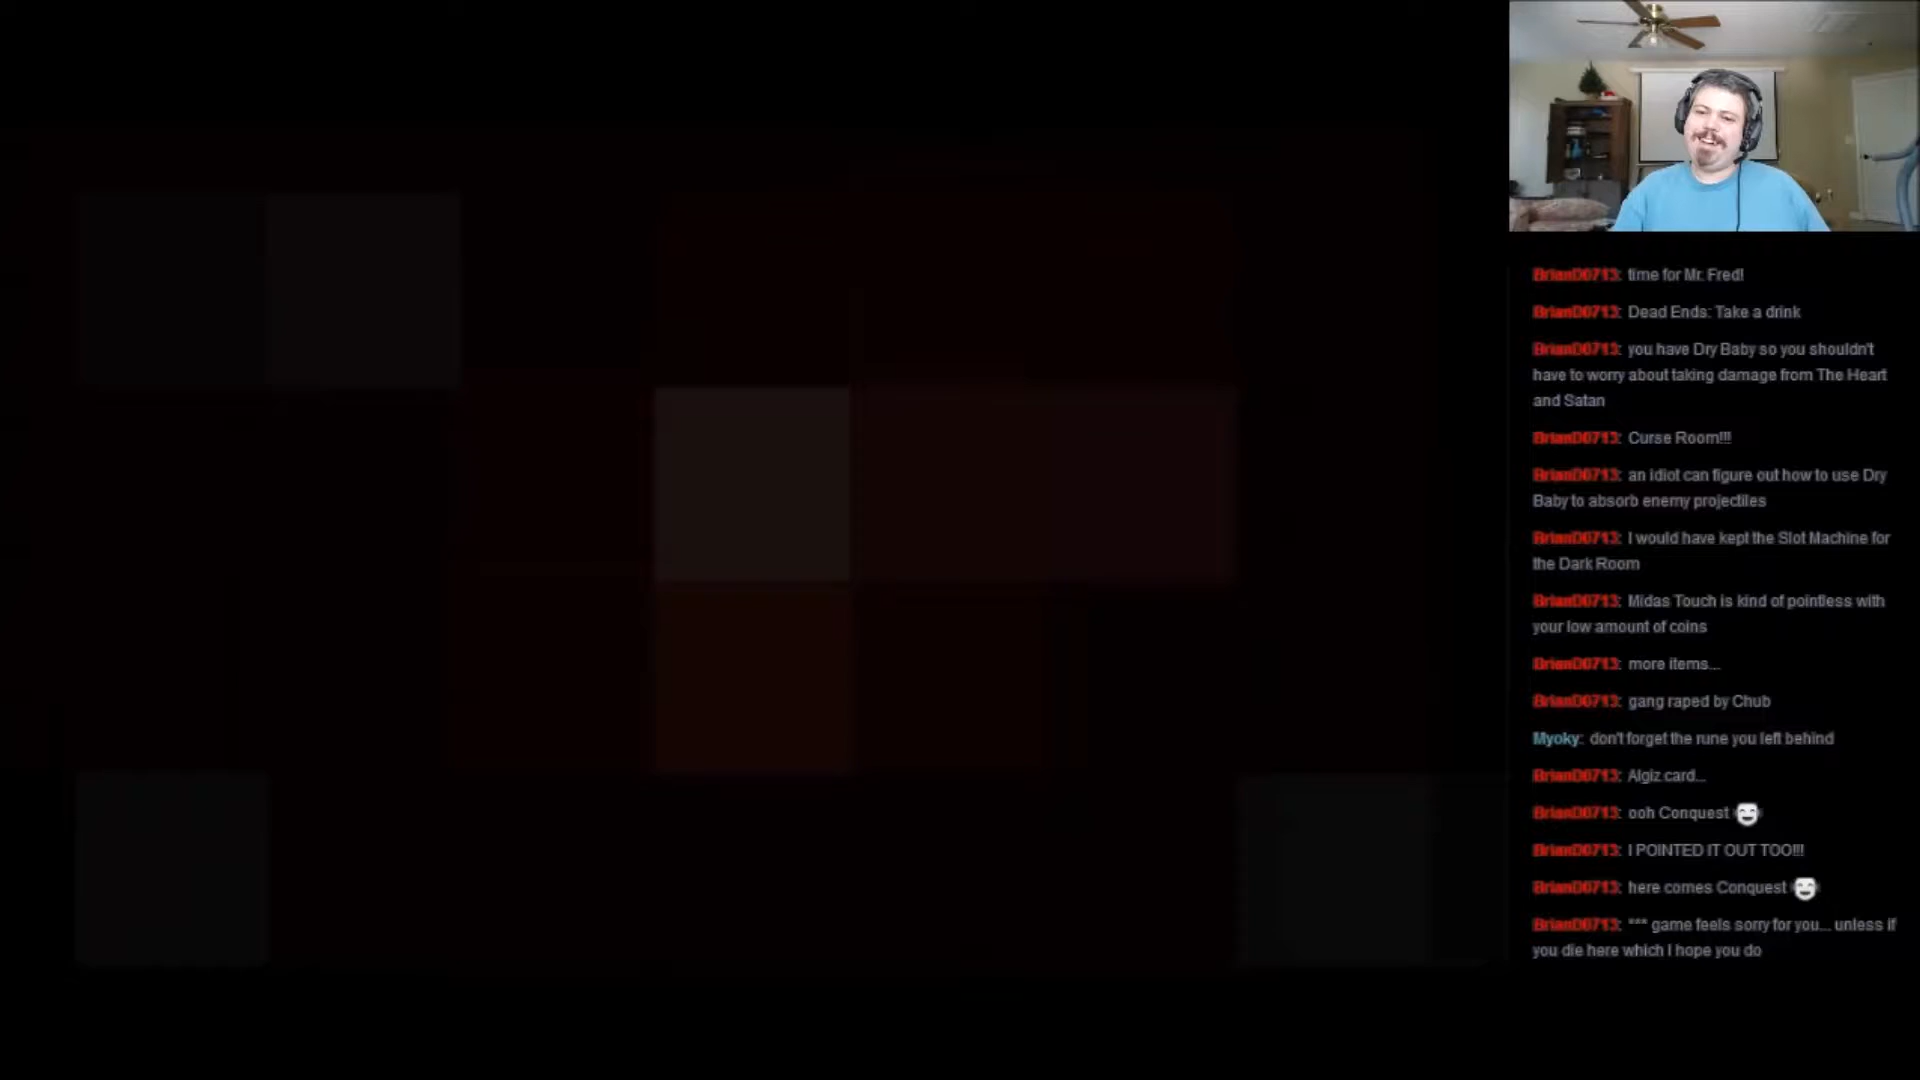 BrianD0713: time for Mr. Fred!
BrianD0713: Dead Ends: Take a drink
BrianD0713: you have Dry Baby so you shouldn't
have to worry about taking damage from The Heart
and Satan
BrianD0713: Curse Room!!!
BrianD0713: an idiot can figure out how to use Dry
Baby to absorb enemy projectiles
BrianD0713: I would have kept the Slot Machine for
the Dark Room
BrianD0713: Midas Touch is kind of pointless with
your low amount of coins
BrianD0713: more items...
BrianD0713: gang raped by Chub
Myoky: don't forget the rune you left behind
BrianD0713: Algiz card...
BrianD0713: ooh Conquest
BrianD0713: I POINTED IT OUT TOO!!!
BrianD0713: here comes Conquest
BrianD0713: *** game feels sorry for you... unless if
you die here which I hope you do